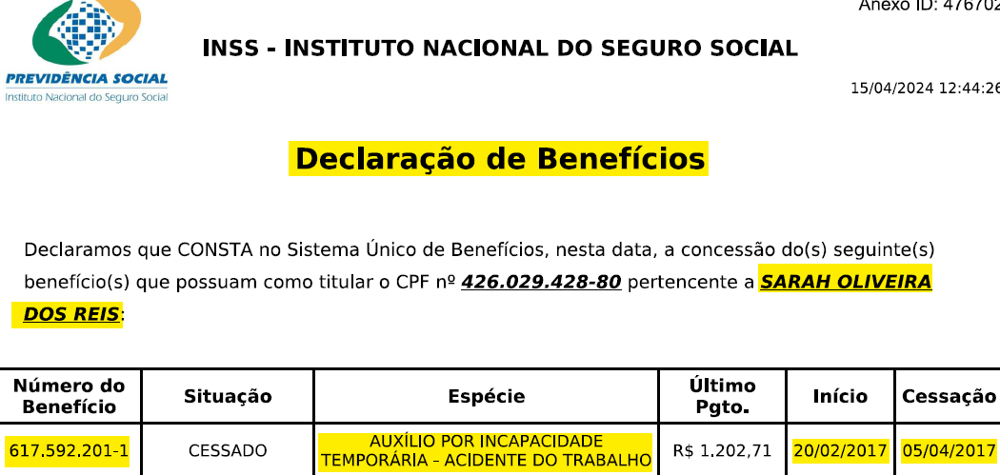 Anexo ID: 476702
INSS - INSTITUTO NACIONAL DO SEGURO SOCIAL
PREVIDÊNCIA SOCIAL
Instituto Nacional do Seguro Social
15/04/2024 12:44:26
Declaração de Benefícios
Declaramos que CONSTA no Sistema Único de Benefícios, nesta data, a concessão do(s) seguinte(s)
benefício(s) que possuam como titular o CPF nº 426.029.428-80 pertencente a SARAH OLIVEIRA
DOS REIS:
Número do Benefício Situação Espécie Último Pgto. Início Cessação
617.592.201-1 CESSADO AUXÍLIO POR INCAPACIDADE TEMPORÁRIA - ACIDENTE DO TRABALHO R$ 1.202,71 20/02/2017 05/04/2017